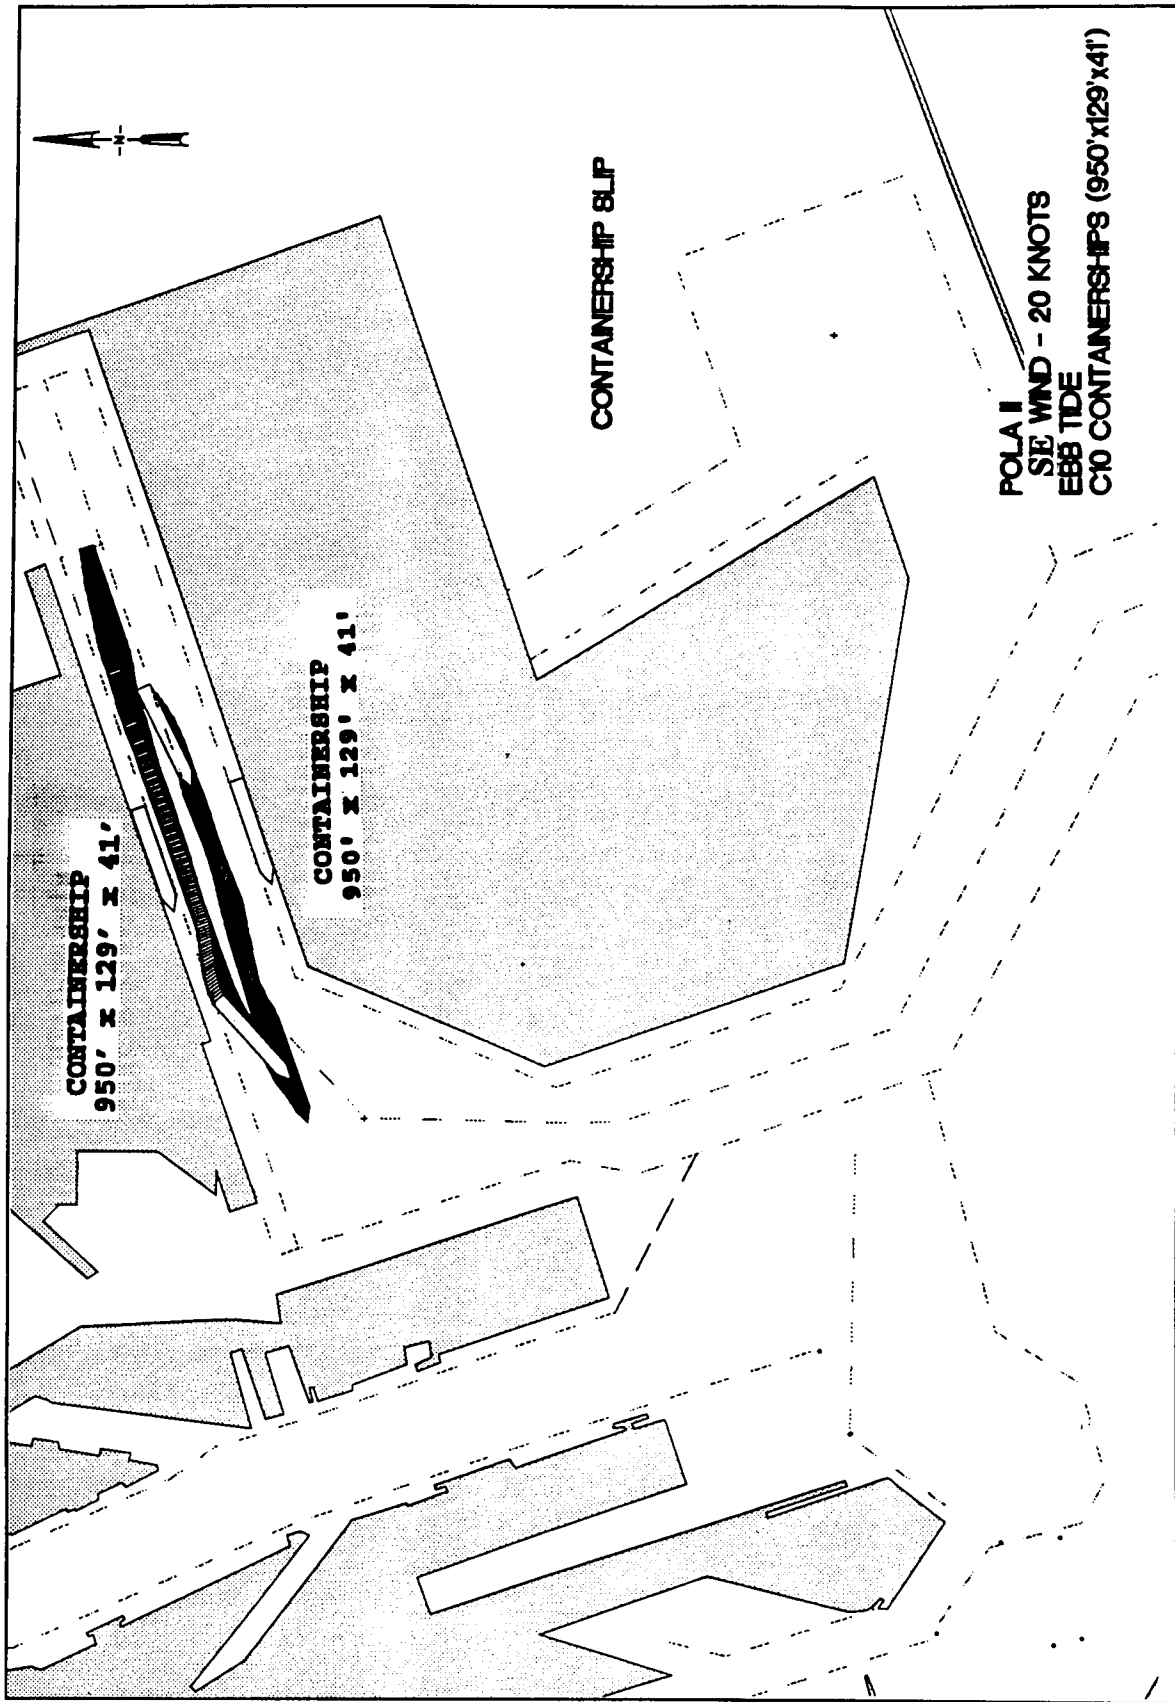 CONTAINERSHIP
950' x 129' x 41'
CONTAINERSHIP
950' x 129' x 41'
CONTAINERSHIP SLIP
POLA II
SE WIND - 20 KNOTS
EBB TIDE
C10 CONTAINERSHIPS (950'x129'x41')
N